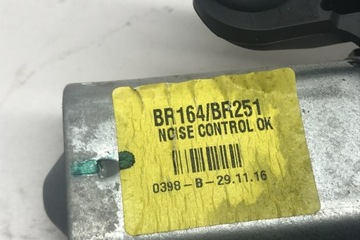 BR164/BR251
NOISE CONTROL OK
0398-B-29.11.16